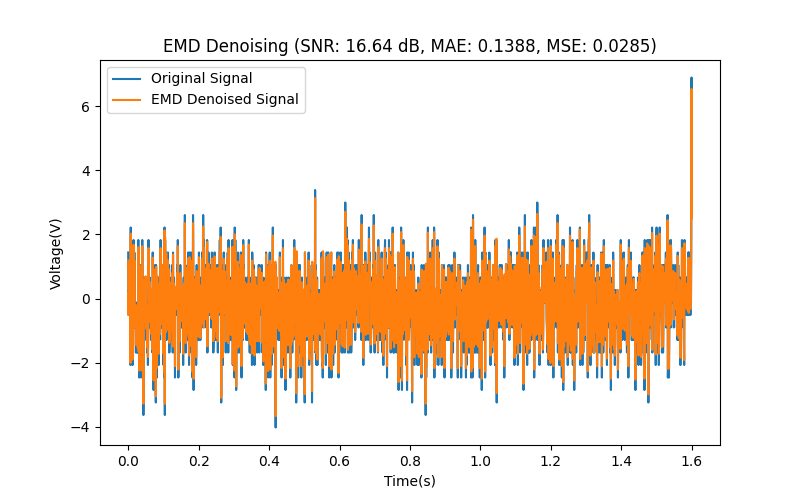 EMD Denoising (SNR: 16.64 dB, MAE: 0.1388, MSE: 0.0285)
Original Signal
EMD Denoised Signal
6
4
2
0
−2
−4
Voltage(V)
0.0 0.2 0.4 0.6 0.8 1.0 1.2 1.4 1.6
Time(s)